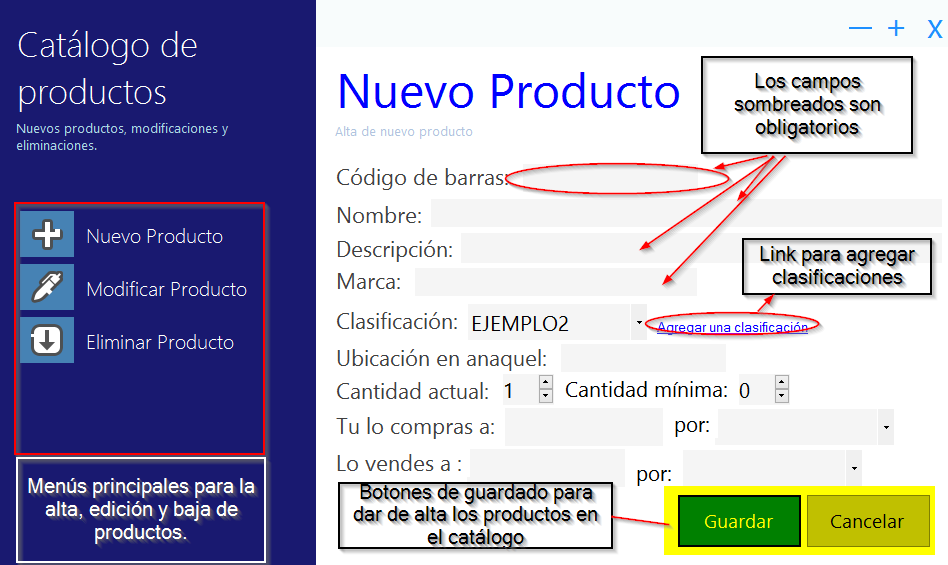 Catálogo de
productos
Nuevos productos, modificaciones y
eliminaciones.
Nuevo Producto
Modificar Producto
Eliminar Producto
Menús principales para la
alta, edición y baja de
productos.
X
Nuevo Producto
Alta de nuevo producto
Los campos
sombreados son
obligatorios
Código de barras:
Nombre:
Descripción:
Link para agregar
clasificaciones
Marca:
Clasificación: EJEMPLO2 Agregar una clasificación
Ubicación en anaquel:
Cantidad actual: 1 Cantidad mínima: 0
Tu lo compras a: por:
Lo vendes a : por:
Botones de guardado para
dar de alta los productos en
el catálogo
Guardar Cancelar